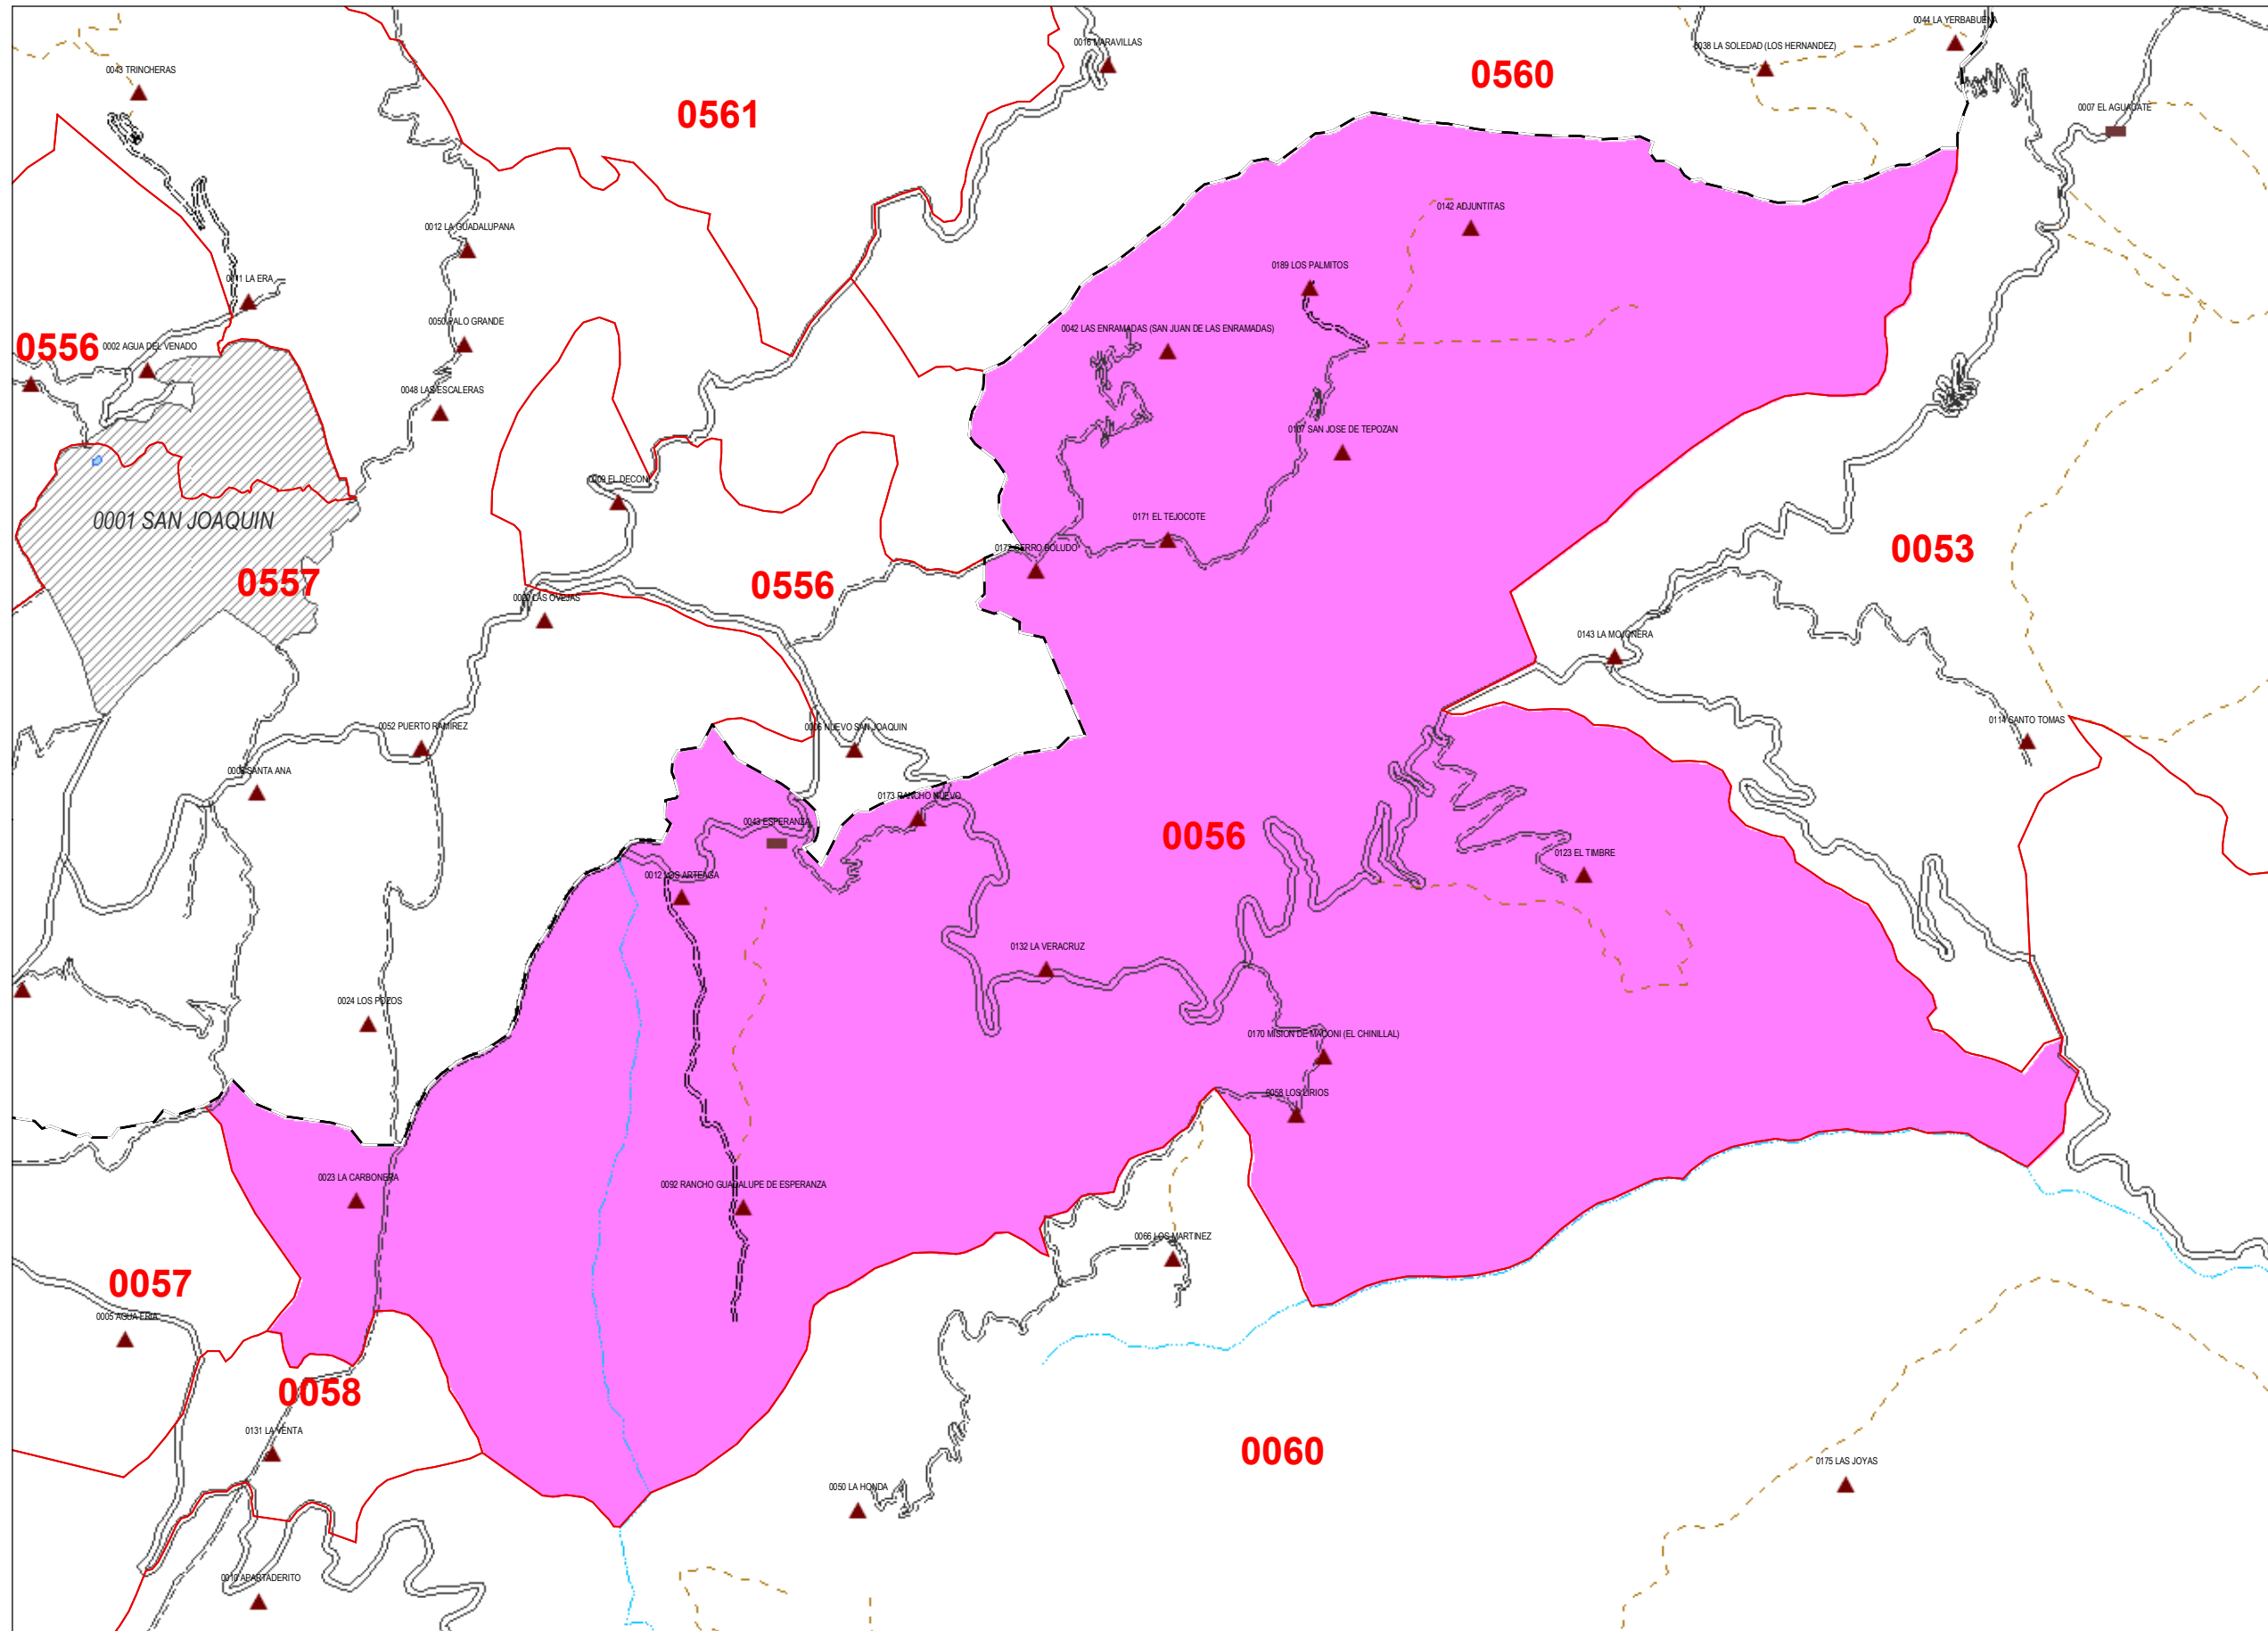 0044 LA YERBABUENA
0016 MARAVILLAS
0038 LA SOLEDAD (LOS HERNANDEZ)
0043 TRINCHERAS
0560
0561
0007 EL AGUACATE
0142 ADJUNTITAS
0012 LA GUADALUPANA
0189 LOS PALMITOS
0011 LA ERA
0050 PALO GRANDE
0042 LAS ENRAMADAS (SAN JUAN DE LAS ENRAMADAS)
0556
0002 AGUA DEL VENADO
0048 LAS ESCALERAS
0107 SAN JOSE DE TEPOZAN
0009 EL DECONI
0001 SAN JOAQUIN
0171 EL TEJOCOTE
0172 CERRO BOLUDO
0053
0557
0556
0020 LAS OVEJAS
0143 LA MOJONERA
0114 SANTO TOMAS
0052 PUERTO RAMIREZ
0006 NUEVO SAN JOAQUIN
SANTA ANA
0173 RANCHO NUEVO
0043 ESPERANZA
0056
0123 EL TIMBRE
0012 LOS ARTEAGA
0132 LA VERACRUZ
0024 LOS POZOS
0170 MISION DE MACONI (EL CHINILLAL)
0058 LOS LIRIOS
0023 LA CARBONERA
0092 RANCHO GUADALUPE DE ESPERANZA
0066 LOS MARTINEZ
0057
0005 AGUA FRIA
0058
0131 LA VENTA
0060
0175 LAS JOYAS
0050 LA HONDA
0010 APARTADERITO